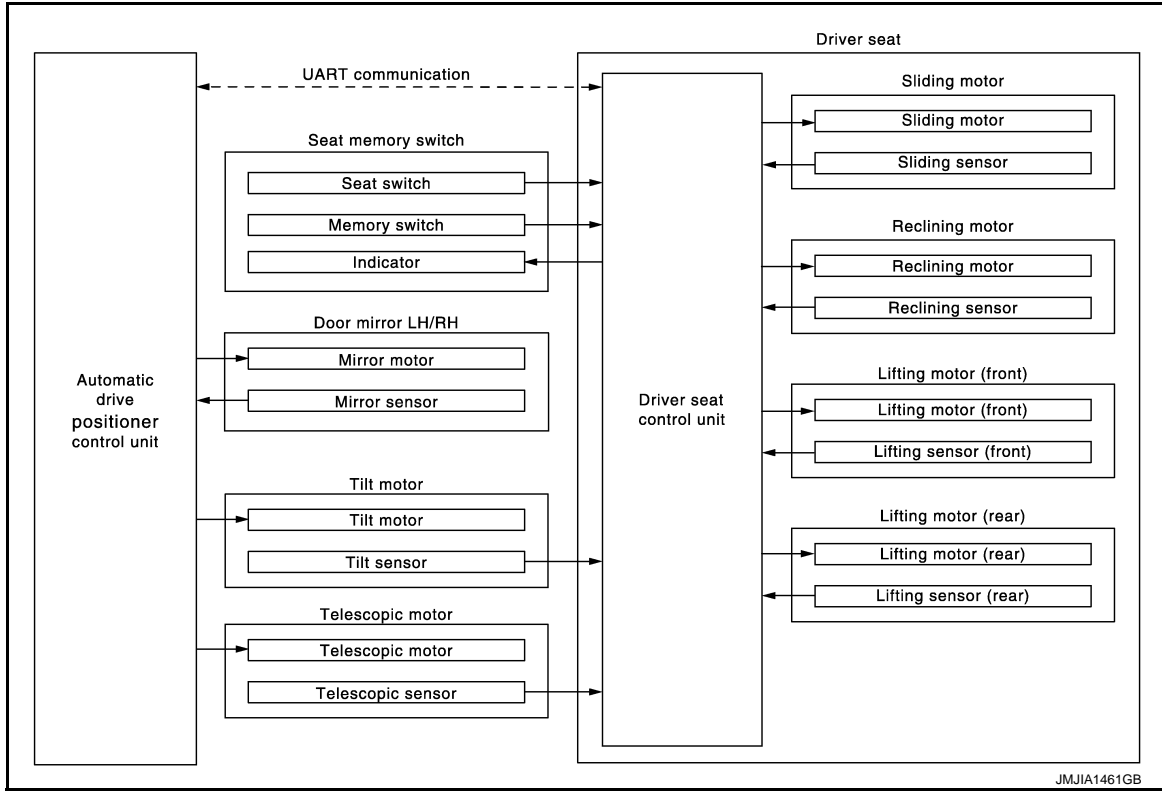 Driver seat
UART communication
Seat memory switch
Seat switch
Memory switch
Indicator
Door mirror LH/RH
Mirror motor
Mirror sensor
Automatic
drive
positioner
control unit
Tilt motor
Tilt motor
Tilt sensor
Telescopic motor
Telescopic motor
Telescopic sensor
Driver seat
control unit
Sliding motor
Sliding motor
Sliding sensor
Reclining motor
Reclining motor
Reclining sensor
Lifting motor (front)
Lifting motor (front)
Lifting sensor (front)
Lifting motor (rear)
Lifting motor (rear)
Lifting sensor (rear)
JMJIA1461GB